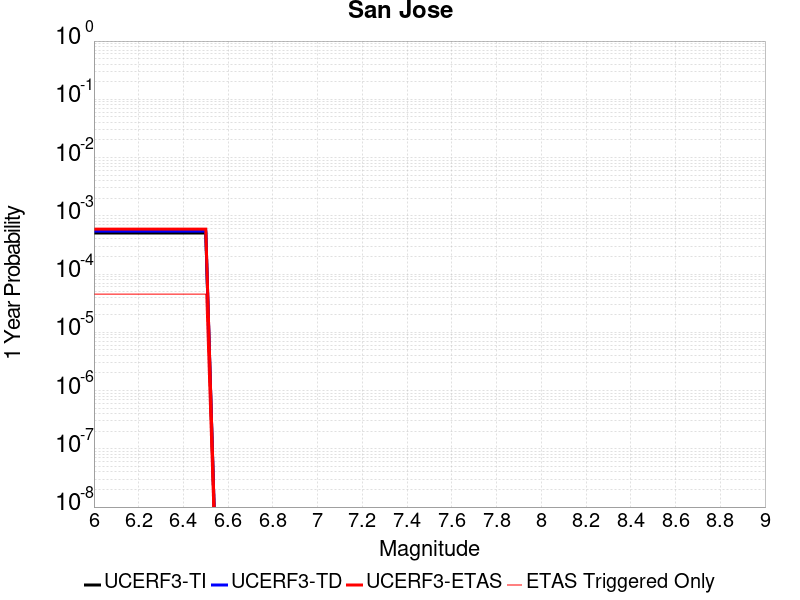 San Jose
1 Year Probability
10^0
10^-1
10^-2
10^-3
10^-4
10^-5
10^-6
10^-7
10^-8
6 6.2 6.4 6.6 6.8 7 7.2 7.4 7.6 7.8 8 8.2 8.4 8.6 8.8 9
Magnitude
UCERF3-TI UCERF3-TD UCERF3-ETAS ETAS Triggered Only